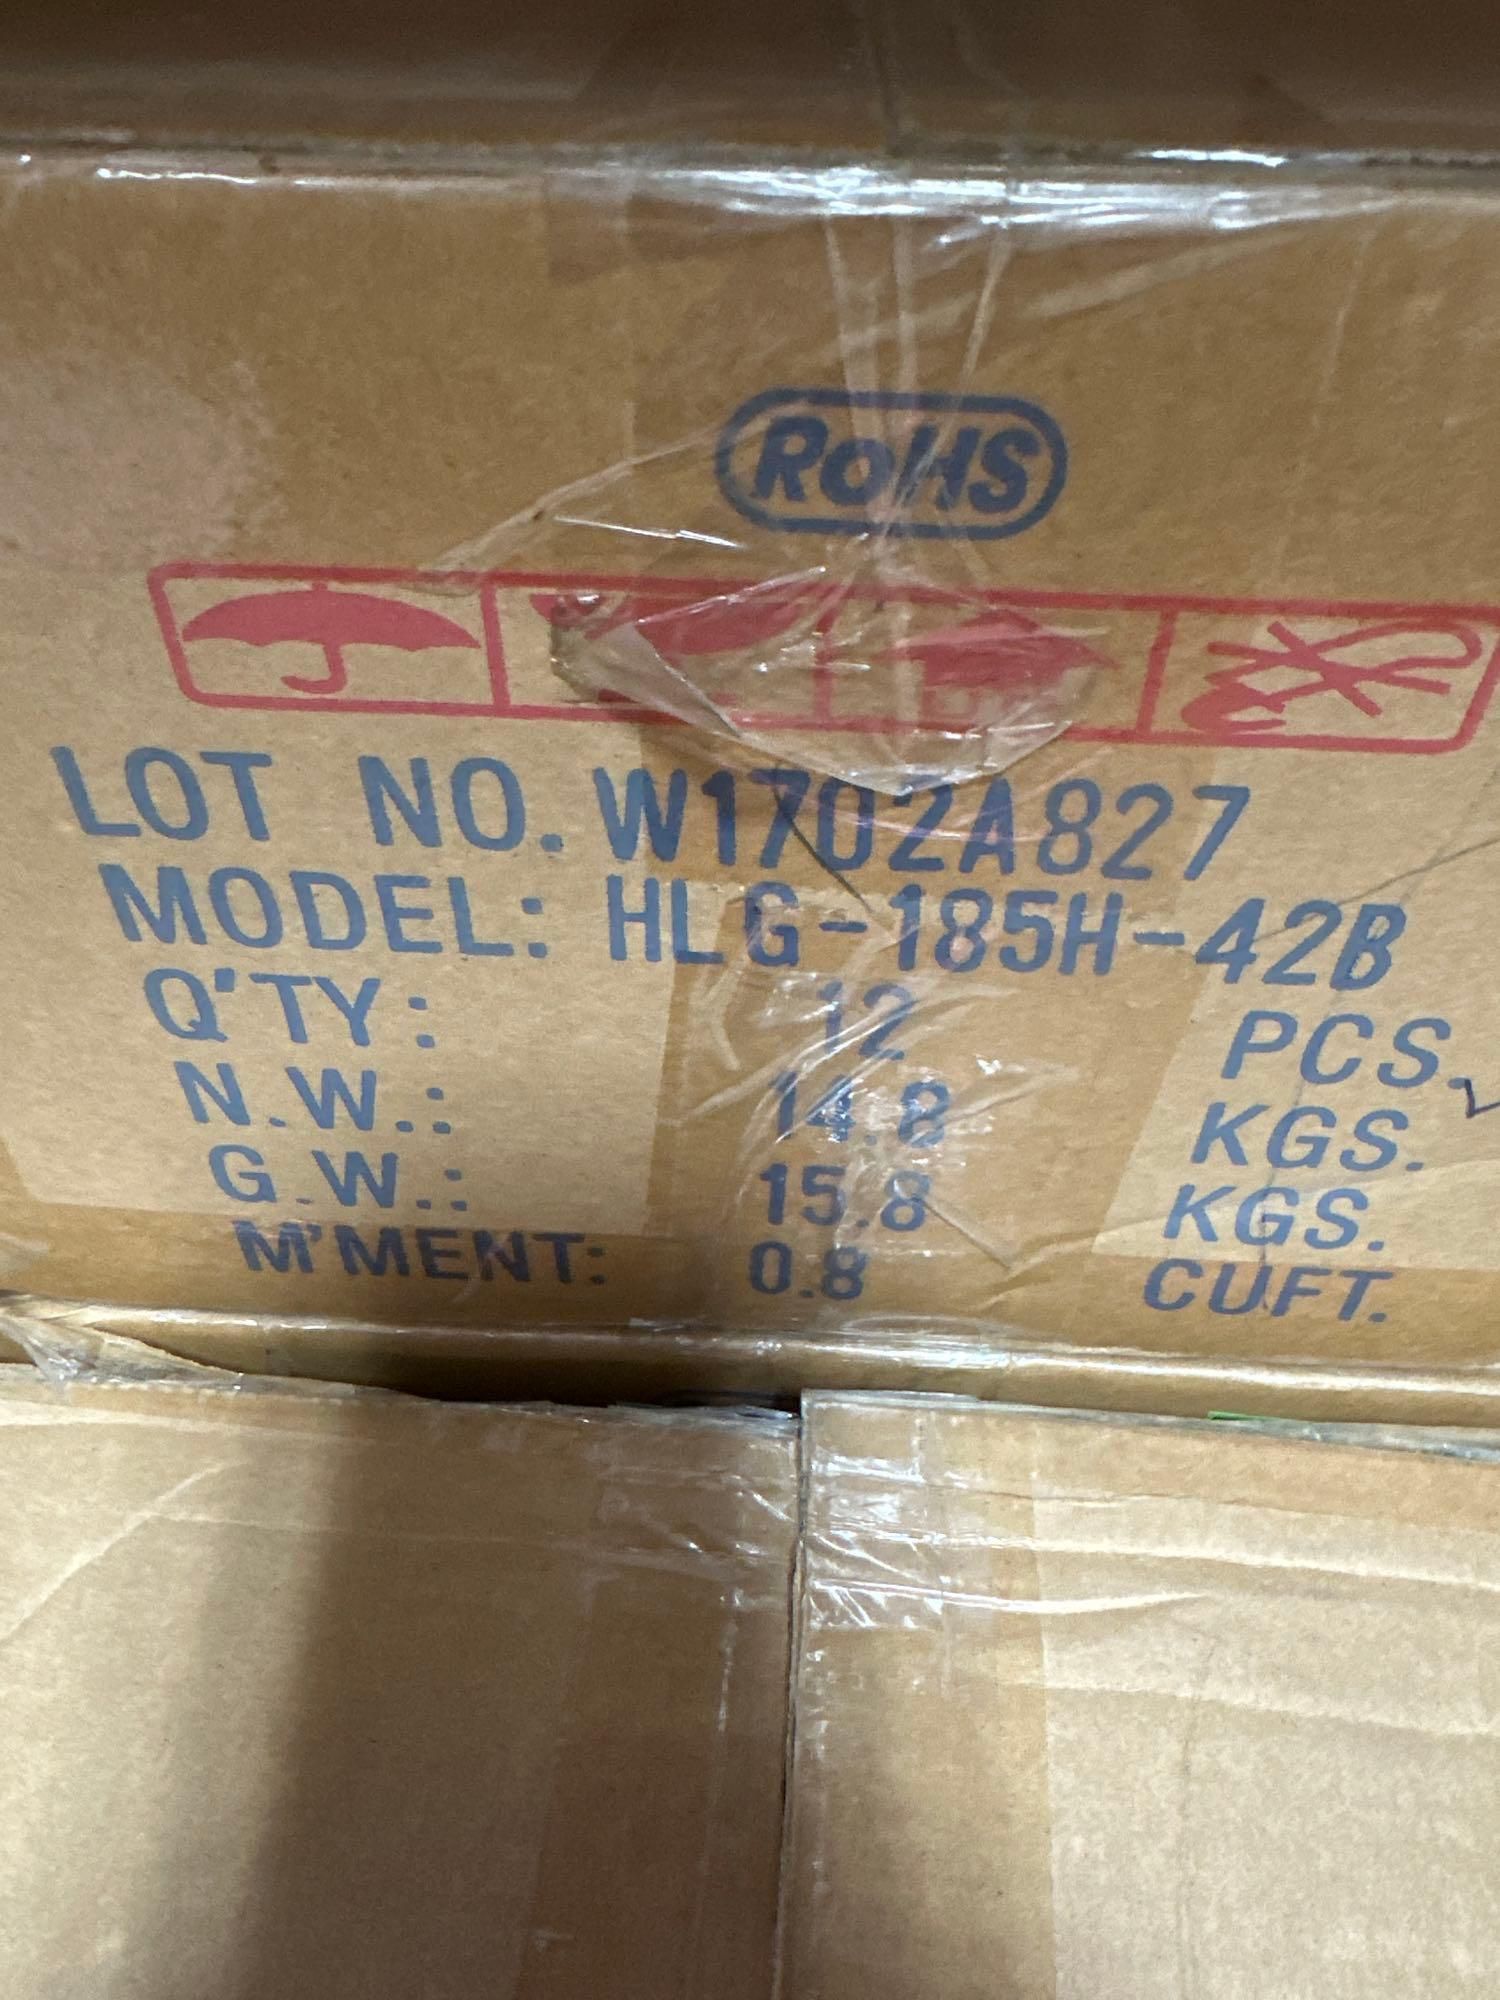 RoHS
LOT NO. W1702A827
MODEL: HLG-185H-42B
Q'TY: 12 PCS.
N.W.: 14.8 KGS.
G.W.: 15.8 KGS.
M'MENT: 0.8 CUFT.